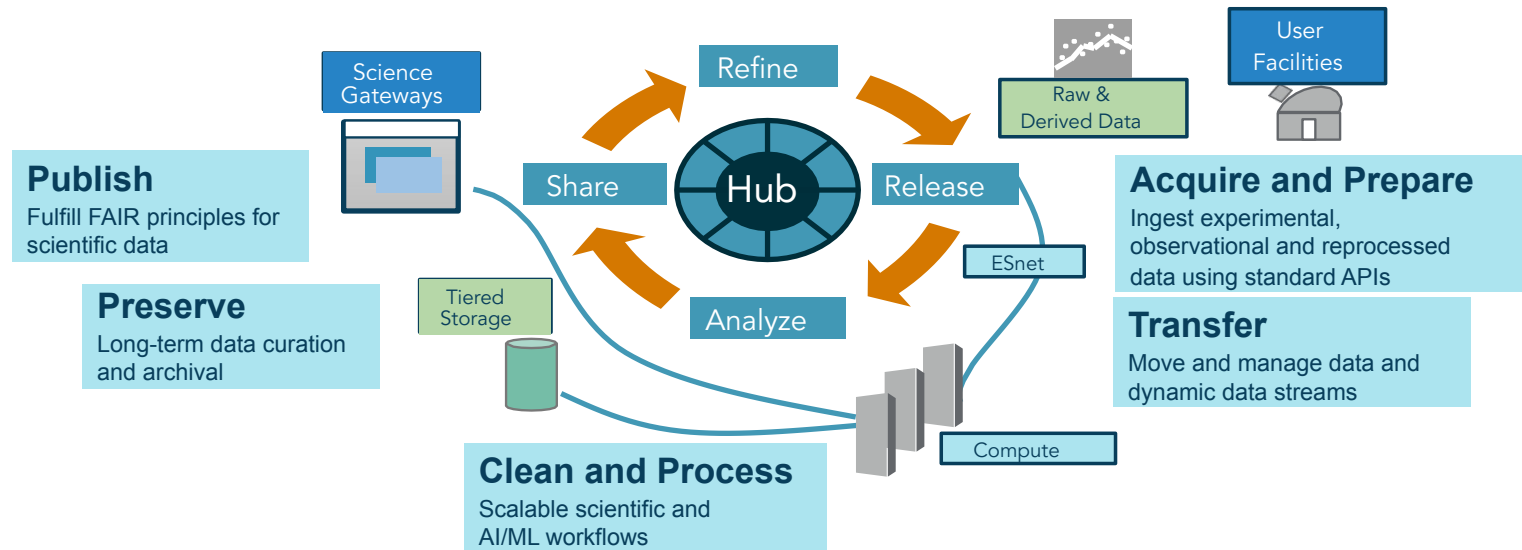 User
Facilities
Refine
Science
Gateways
Raw &
Derived Data
Publish
Fulfill FAIR principles for
scientific data
Share
Hub
Release
Acquire and Prepare
Ingest experimental,
observational and reprocessed
data using standard APIs
ESnet
Preserve
Long-term data curation
and archival
Tiered
Storage
Analyze
Transfer
Move and manage data and
dynamic data streams
Compute
Clean and Process
Scalable scientific and
AI/ML workflows